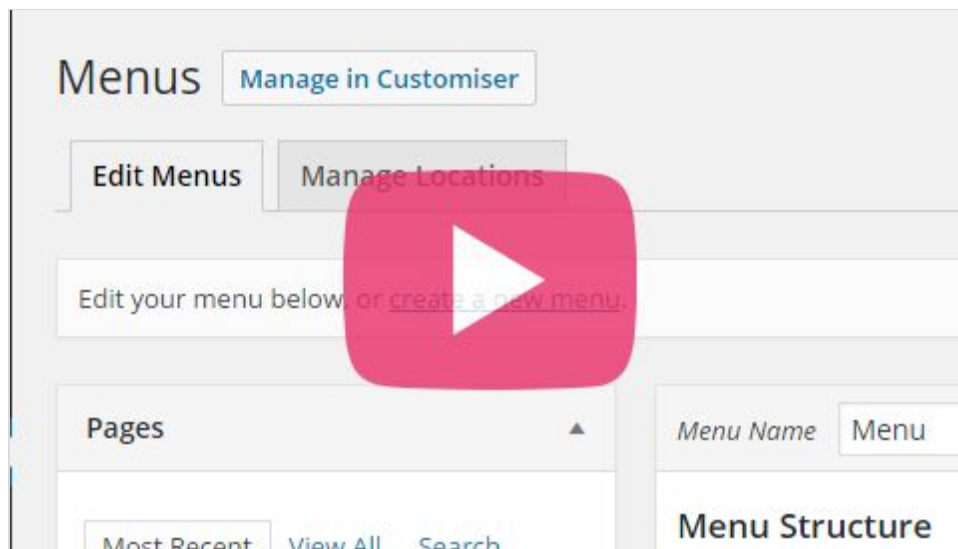 Menus Manage in Customiser
Edit Menus Manage Locations
Edit your menu below, or create a new menu.
Pages
Menu Name Menu
Most Recent View All Search
Menu Structure